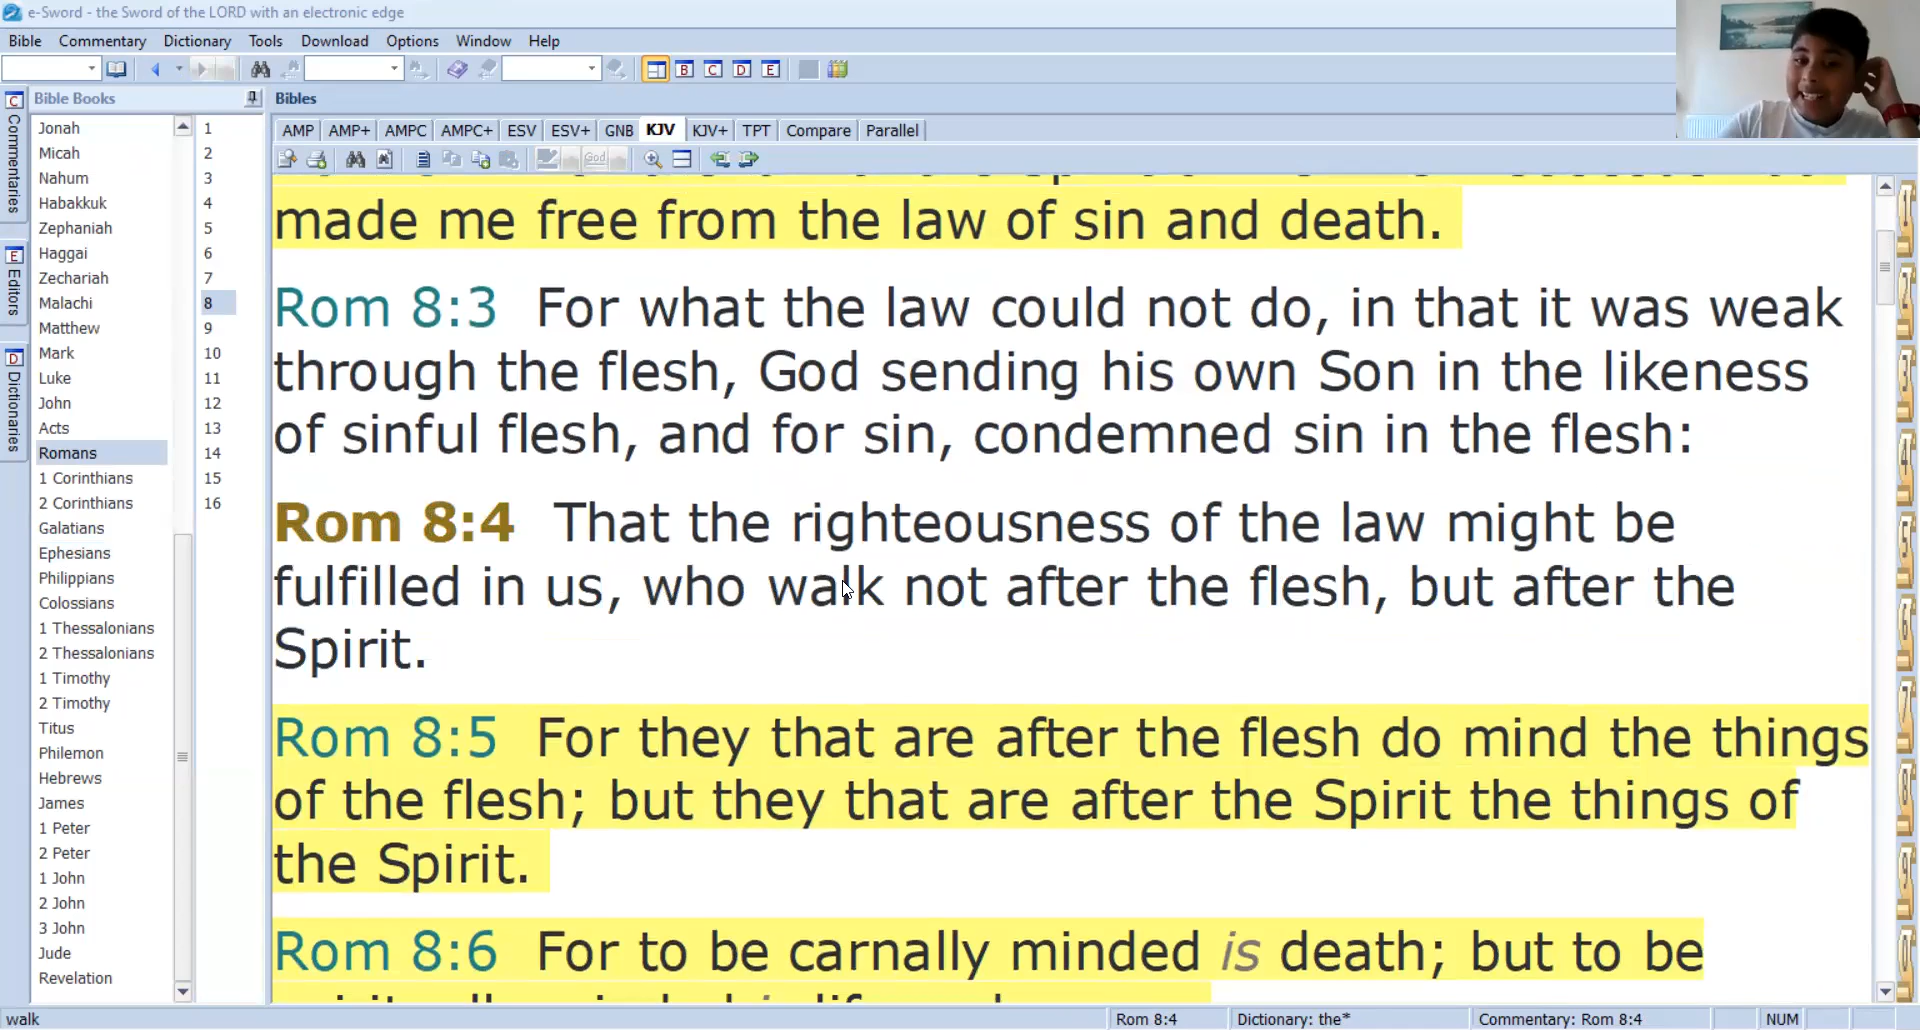 e-Sword - the Sword of the LORD with an electronic edge
Bible Commentary Dictionary Tools Download Options Window Help
B C D E
C Commentaries
E Editors
D Dictionaries
Bible Books
Jonah
Micah
Nahum
Habakkuk
Zephaniah
Haggai
Zechariah
Malachi
Matthew
Mark
Luke
John
Acts
Romans
1 Corinthians
2 Corinthians
Galatians
Ephesians
Philippians
Colossians
1 Thessalonians
2 Thessalonians
1 Timothy
2 Timothy
Titus
Philemon
Hebrews
James
1 Peter
2 Peter
1 John
2 John
3 John
Jude
Revelation
1
2
3
4
5
6
7
8
9
10
11
12
13
14
15
16
Bibles
AMP AMP+ AMPC AMPC+ ESV ESV+ GNB KJV KJV+ TPT Compare Parallel
God
made me free from the law of sin and death.
Rom 8:3 For what the law could not do, in that it was weak
through the flesh, God sending his own Son in the likeness
of sinful flesh, and for sin, condemned sin in the flesh:
Rom 8:4 That the righteousness of the law might be
fulfilled in us, who walk not after the flesh, but after the
Spirit.
Rom 8:5 For they that are after the flesh do mind the things
of the flesh; but they that are after the Spirit the things of
the Spirit.
Rom 8:6 For to be carnally minded is death; but to be
walk
Rom 8:4 Dictionary: the* Commentary: Rom 8:4 NUM